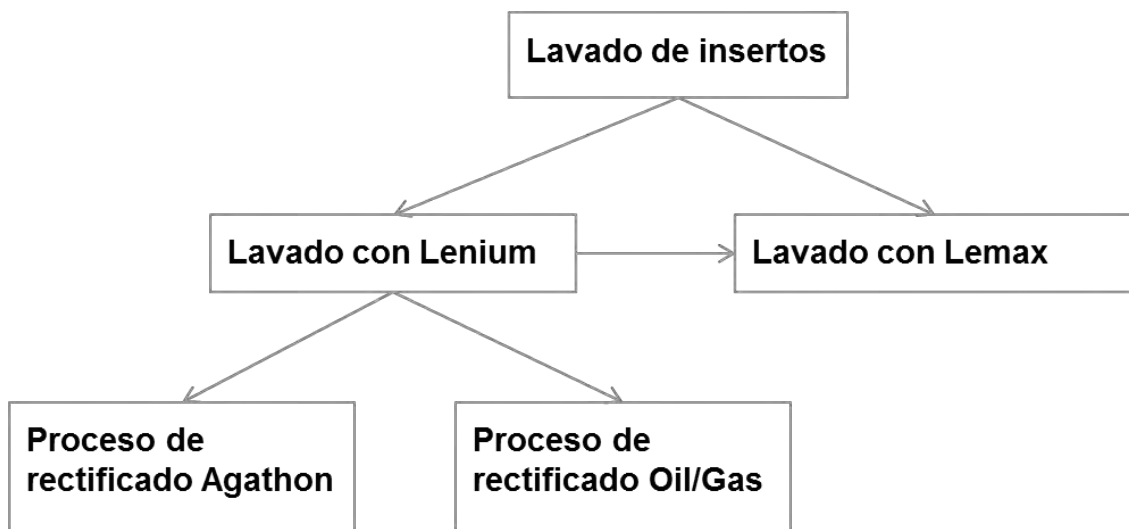 Lavado de insertos
Lavado con Lenium
Lavado con Lemax
Proceso de
rectificado Agathon
Proceso de
rectificado Oil/Gas